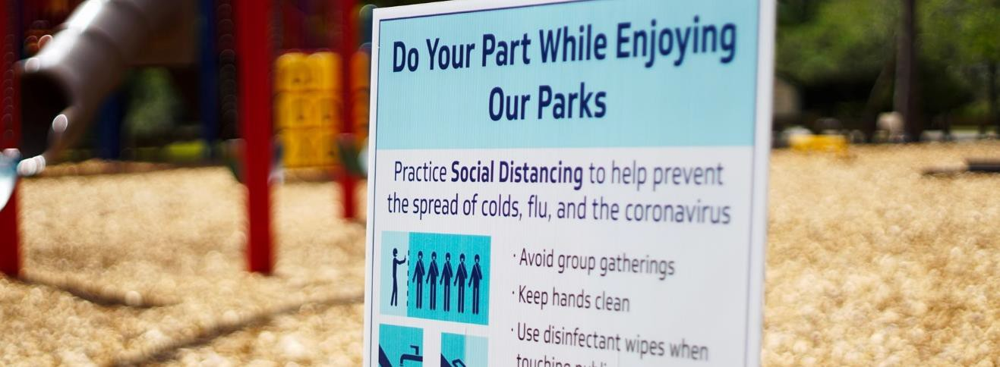 Do Your Part While Enjoying
Our Parks
Practice Social Distancing to help prevent
the spread of colds, flu, and the coronavirus
· Avoid group gatherings
· Keep hands clean
· Use disinfectant wipes when
touching